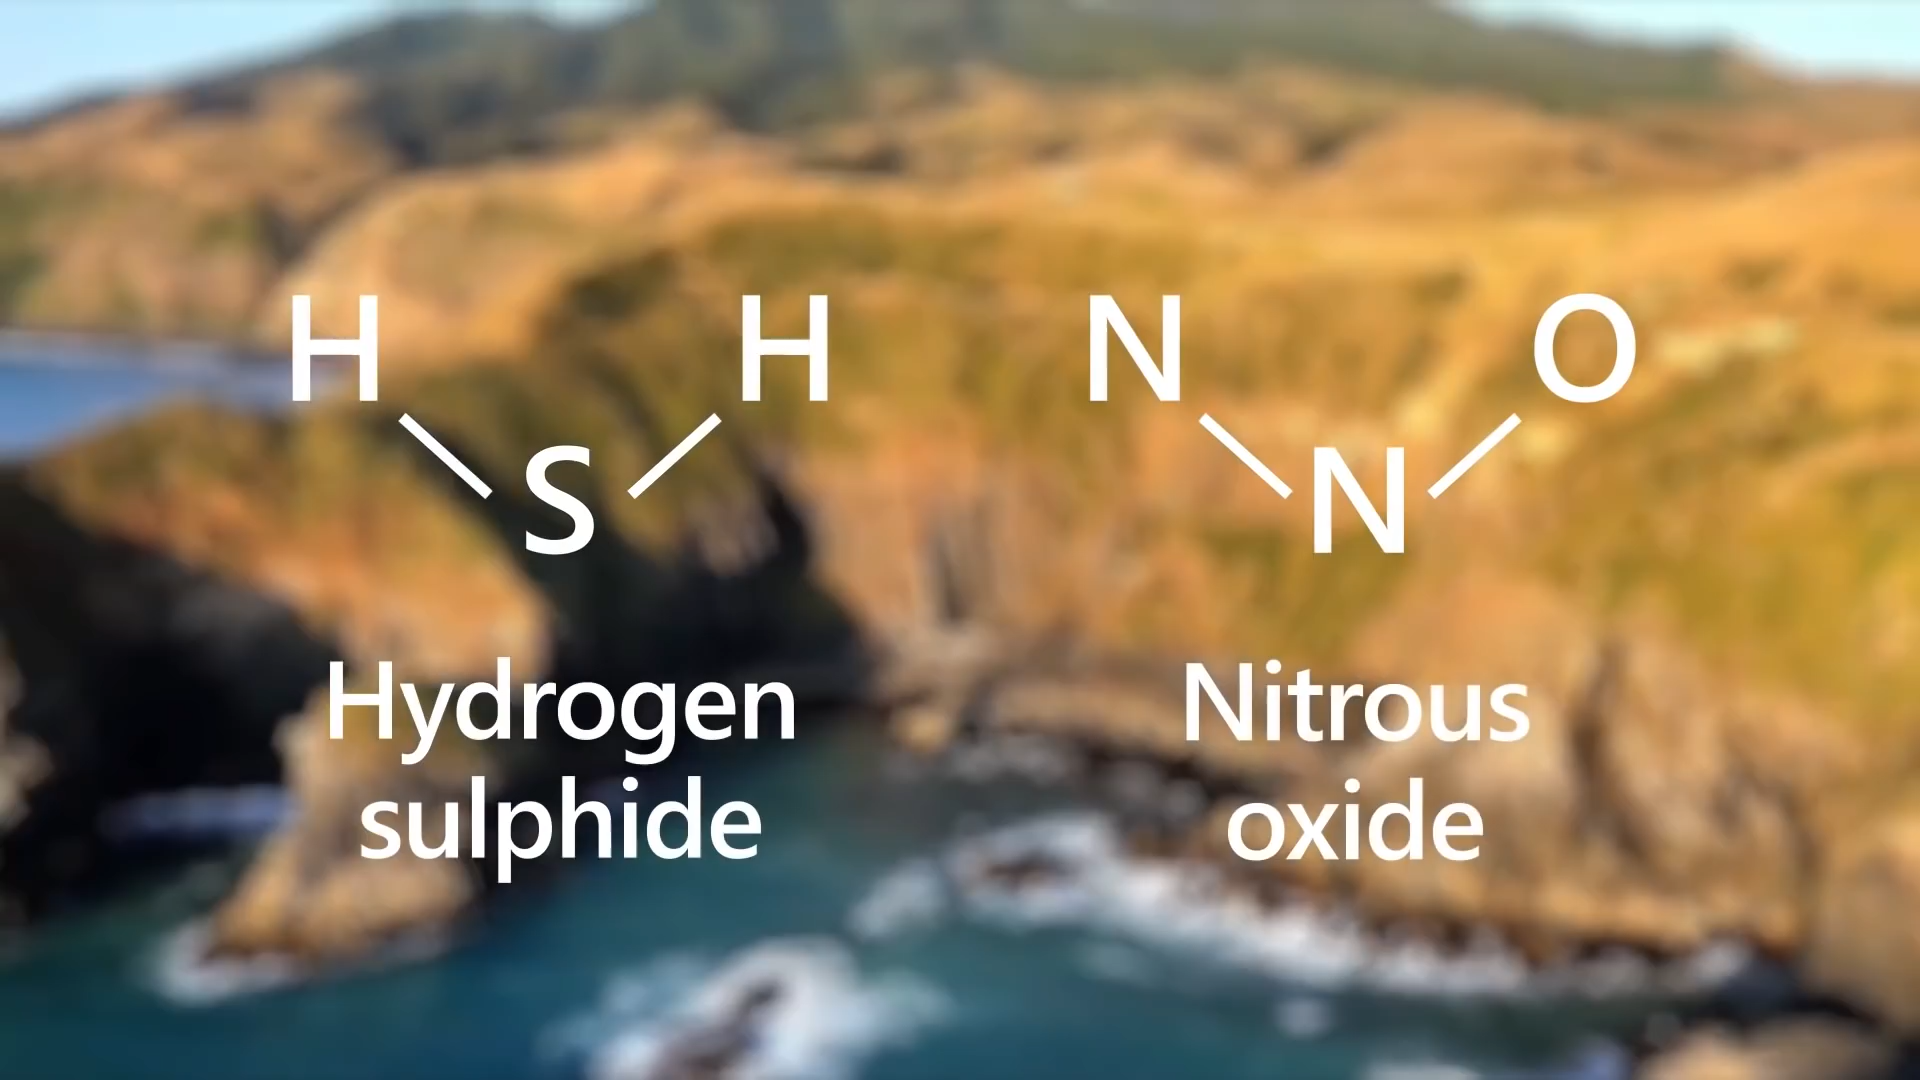 H H N O
S N
Hydrogen
sulphide
Nitrous
oxide